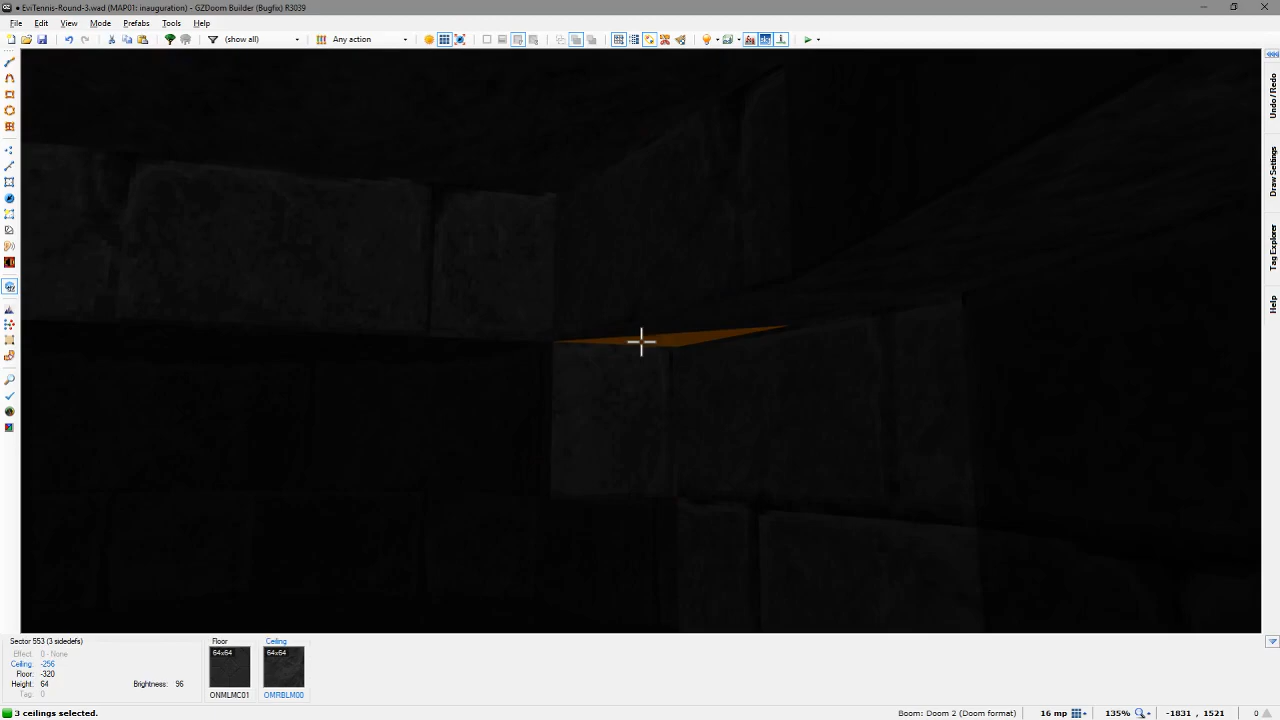 • EviTennis-Round-3.wad (MAP01: inauguration) - GZDoom Builder (Bugfix) R3039
File Edit View Mode Prefabs Tools Help
(show all) Any action
Undo / Redo
Draw Settings
Tag Explorer
Help
Sector 553 (3 sidedefs)
Effect: 0 - None
Ceiling: -256
Floor: -320
Height: 64 Brightness: 96
Tag: 0
Floor
64x64
ONMLMC01
Ceiling
64x64
OMRBLM00
3 ceilings selected.
Boom: Doom 2 (Doom format) 16 mp 135% -1831 , 1521 0